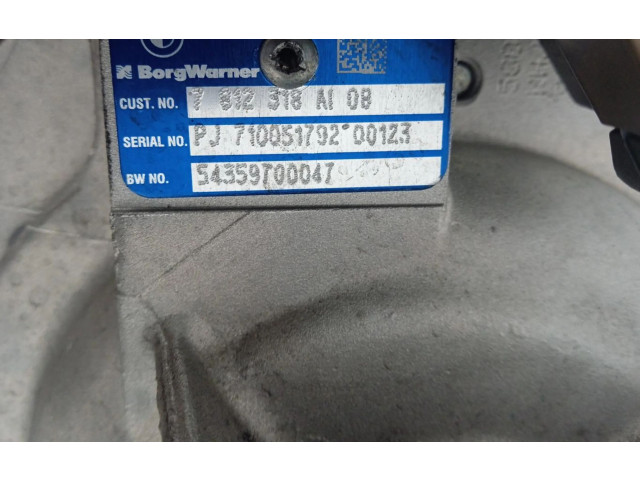 BorgWarner
CUST. NO. 7 812 318 AI 08
SERIAL NO. PJ 710051792 00123
BW NO. 54359700047